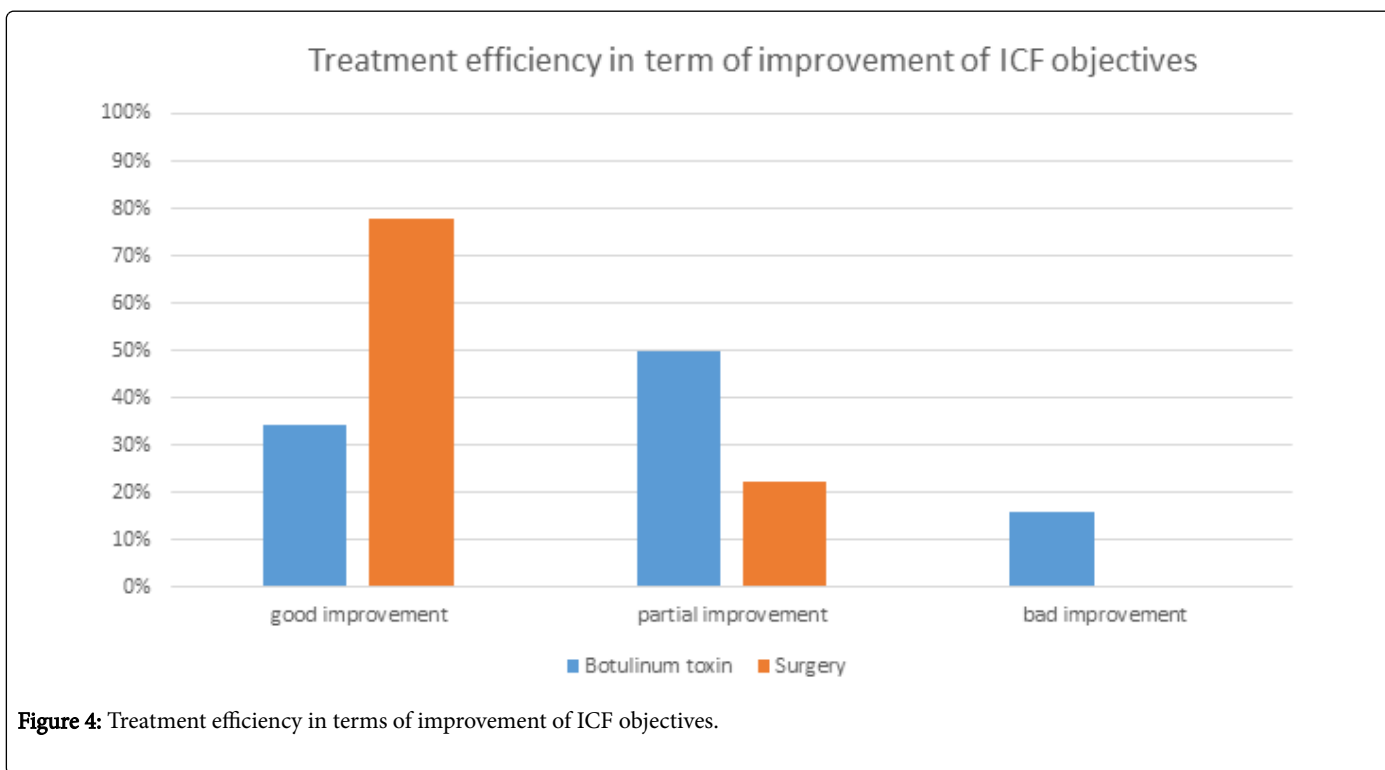 Treatment efficiency in term of improvement of ICF objectives
100%
90%
80%
70%
60%
50%
40%
30%
20%
10%
0%
good improvement
partial improvement
bad improvement
Botulinum toxin
Surgery
Figure 4: Treatment efficiency in terms of improvement of ICF objectives.